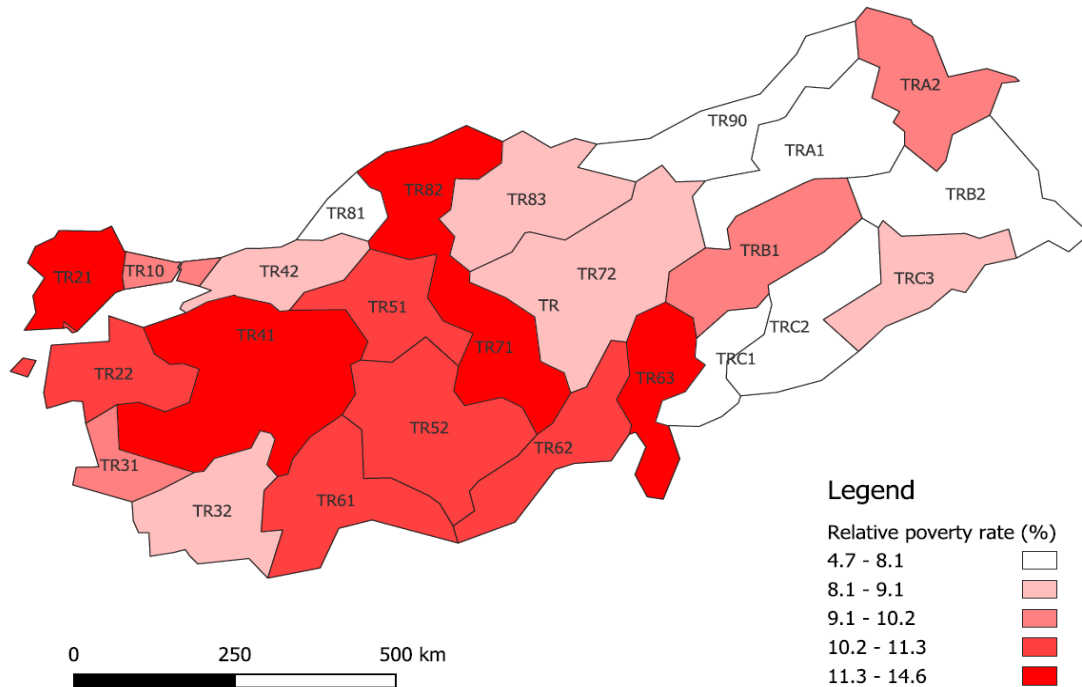 TRA2
TR90
TRA1
TR82
TR83
TRB2
TR81
TRB1
TR21
TR10
TR42
TR72
TRC3
TR51
TR
TR41
TRC2
TR71
TRC1
TR22
TR63
TR52
TR62
TR31
TR61
TR32
Legend
Relative poverty rate (%)
4.7 - 8.1
8.1 - 9.1
9.1 - 10.2
10.2 - 11.3
11.3 - 14.6
0 250 500 km